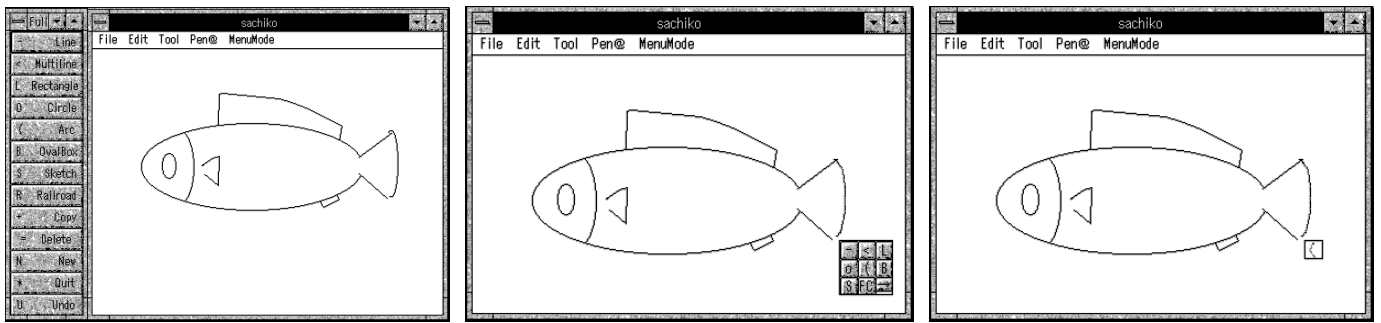 Full
- Line
< Multiline
L Rectangle
O Circle
( Arc
B OvalBox
S Sketch
R Railroad
+ Copy
= Delete
N New
* Quit
U Undo
sachiko
File Edit Tool Pen@ MenuMode
sachiko
File Edit Tool Pen@ MenuMode
- < L
o ( B
S FC
sachiko
File Edit Tool Pen@ MenuMode
(